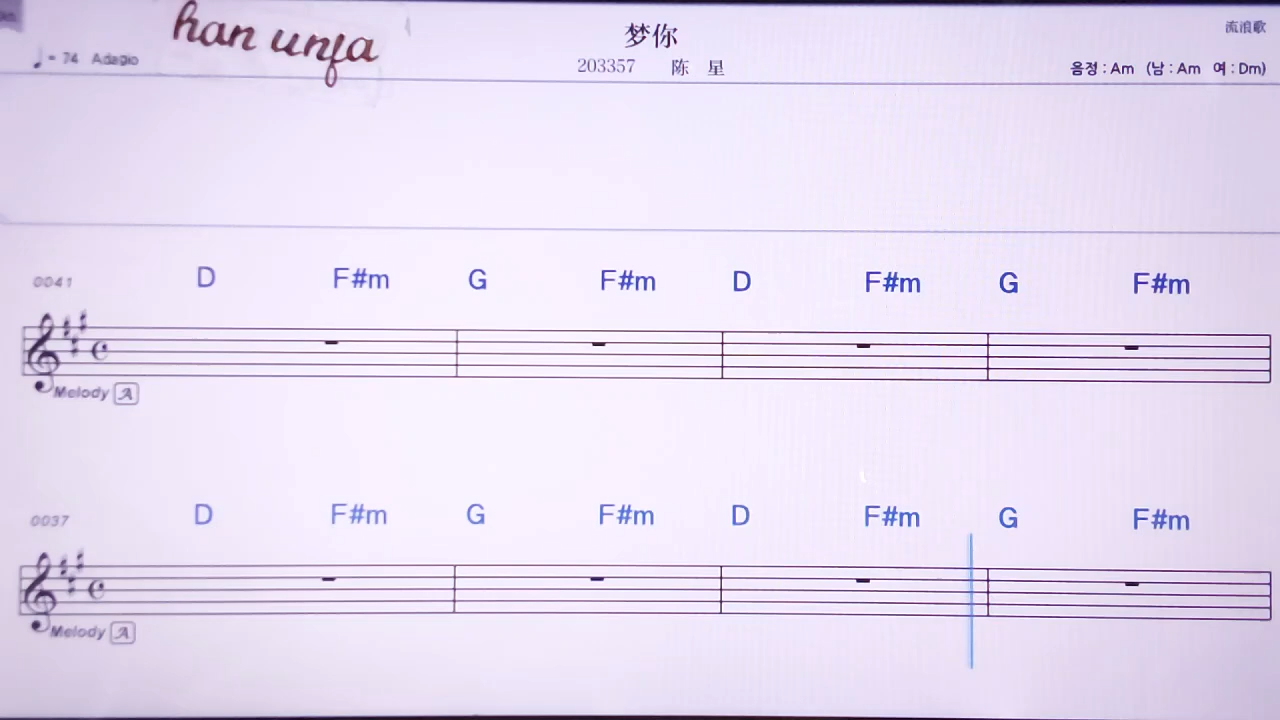 han unfa
梦你
流浪歌
♩= 74 Adagio
203357 陈 星
음정 : Am (남 : Am 여 : Dm)
0041 D F#m G F#m D F#m G F#m
Melody A
0037 D F#m G F#m D F#m G F#m
Melody A